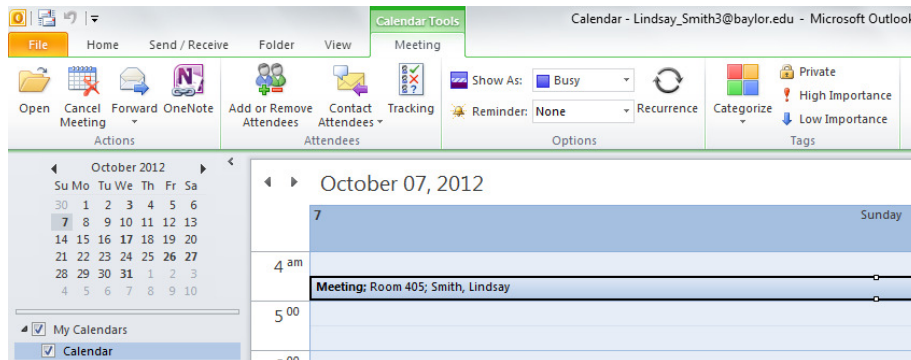 Calendar Tools
Calendar - Lindsay_Smith3@baylor.edu - Microsoft Outlook
File Home Send / Receive Folder View Meeting
Open Cancel Meeting Forward OneNote
Actions
Add or Remove Attendees Contact Attendees Tracking
Attendees
Show As: Busy
Reminder: None
Recurrence
Options
Categorize
Private
High Importance
Low Importance
Tags
October 2012
Su Mo Tu We Th Fr Sa
30 1 2 3 4 5 6
7 8 9 10 11 12 13
14 15 16 17 18 19 20
21 22 23 24 25 26 27
28 29 30 31 1 2 3
4 5 6 7 8 9 10
My Calendars
Calendar
October 07, 2012
7 Sunday
4 am
Meeting; Room 405; Smith, Lindsay
5 00